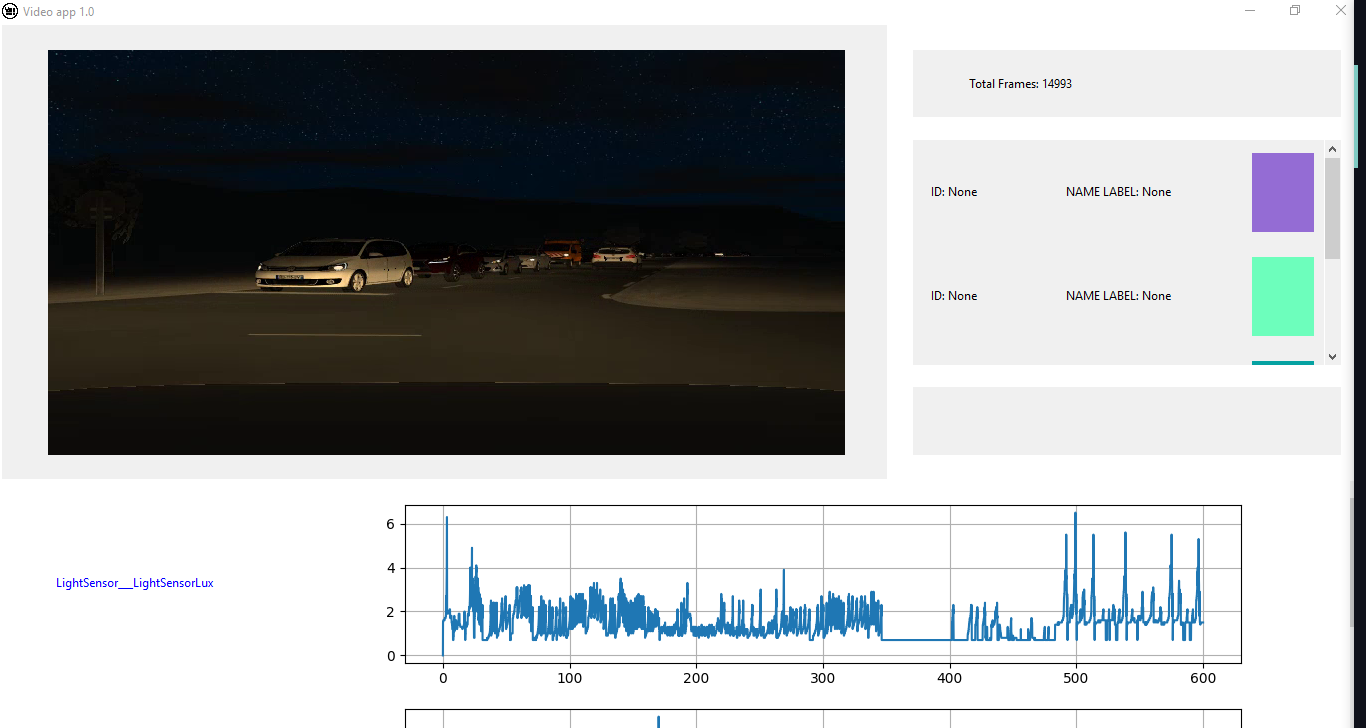 Video app 1.0
Total Frames: 14993
ID: None NAME LABEL: None
ID: None NAME LABEL: None
LightSensor__LightSensorLux
6
4
2
0
0 100 200 300 400 500 600